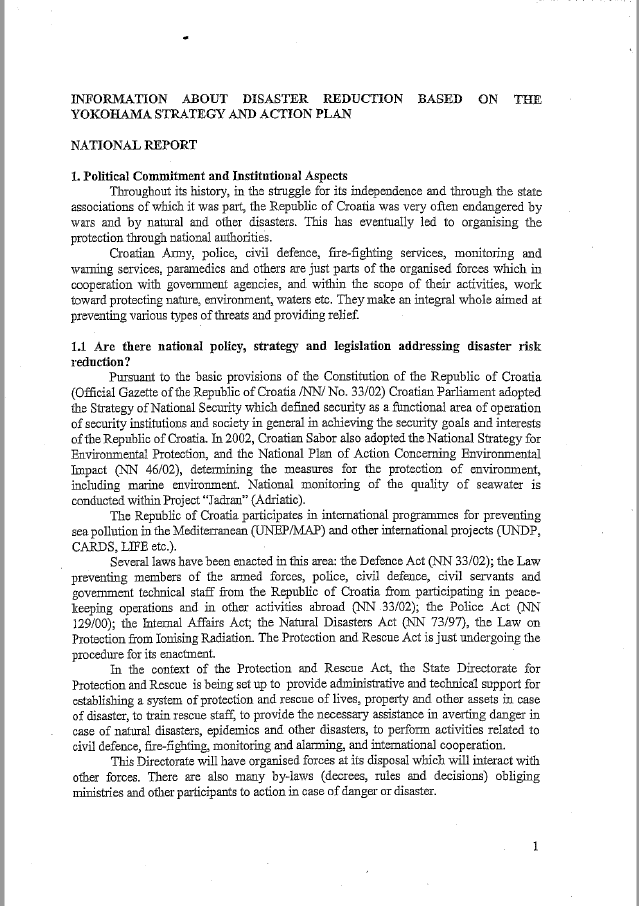 INFORMATION ABOUT DISASTER REDUCTION BASED ON THE
YOKOHAMA STRATEGY AND ACTION PLAN
NATIONAL REPORT
1. Political Commitment and Institutional Aspects
Throughout its history, in the struggle for its independence and through the state
associations of which it was part, the Republic of Croatia was very often endangered by
wars and by natural and other disasters. This has eventually led to organising the
protection through national authorities.
Croatian Army, police, civil defence, fire-fighting services, monitoring and
warning services, paramedics and others are just parts of the organised forces which in
cooperation with government agencies, and within the scope of their activities, work
toward protecting nature, environment, waters etc. They make an integral whole aimed at
preventing various types of threats and providing relief.
1.1 Are there national policy, strategy and legislation addressing disaster risk
reduction?
Pursuant to the basic provisions of the Constitution of the Republic of Croatia
(Official Gazette of the Republic of Croatia /NN/ No. 33/02) Croatian Parliament adopted
the Strategy of National Security which defined security as a functional area of operation
of security institutions and society in general in achieving the security goals and interests
of the Republic of Croatia. In 2002, Croatian Sabor also adopted the National Strategy for
Environmental Protection, and the National Plan of Action Concerning Environmental
Impact (NN 46/02), determining the measures for the protection of environment,
including marine environment. National monitoring of the quality of seawater is
conducted within Project "Jadran" (Adriatic).
The Republic of Croatia participates in international programmes for preventing
sea pollution in the Mediterranean (UNEP/MAP) and other international projects (UNDP,
CARDS, LIFE etc.).
Several laws have been enacted in this area: the Defence Act (NN 33/02); the Law
preventing members of the armed forces, police, civil defence, civil servants and
government technical staff from the Republic of Croatia from participating in peace-
keeping operations and in other activities abroad (NN 33/02); the Police Act (NN
129/00); the Internal Affairs Act; the Natural Disasters Act (NN 73/97), the Law on
Protection from Ionising Radiation. The Protection and Rescue Act is just undergoing the
procedure for its enactment.
In the context of the Protection and Rescue Act, the State Directorate for
Protection and Rescue is being set up to provide administrative and technical support for
establishing a system of protection and rescue of lives, property and other assets in case
of disaster, to train rescue staff, to provide the necessary assistance in averting danger in
case of natural disasters, epidemics and other disasters, to perform activities related to
civil defence, fire-fighting, monitoring and alarming, and international cooperation.
This Directorate will have organised forces at its disposal which will interact with
other forces. There are also many by-laws (decrees, rules and decisions) obliging
ministries and other participants to action in case of danger or disaster.
1